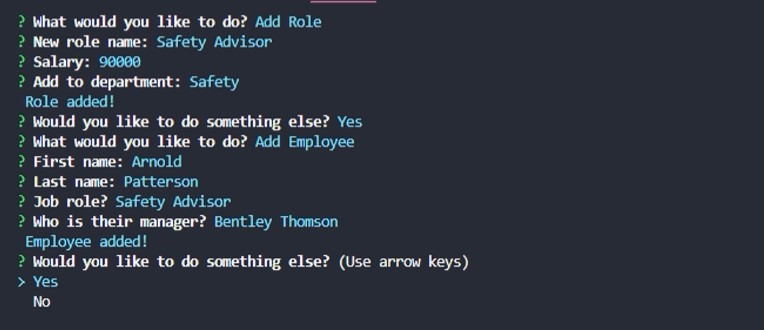 ? What would you like to do? Add Role
? New role name: Safety Advisor
? Salary: 90000
? Add to department: Safety
Role added!
? Would you like to do something else? Yes
? What would you like to do? Add Employee
? First name: Arnold
? Last name: Patterson
? Job role? Safety Advisor
? Who is their manager? Bentley Thomson
Employee added!
? Would you like to do something else? (Use arrow keys)
> Yes
No